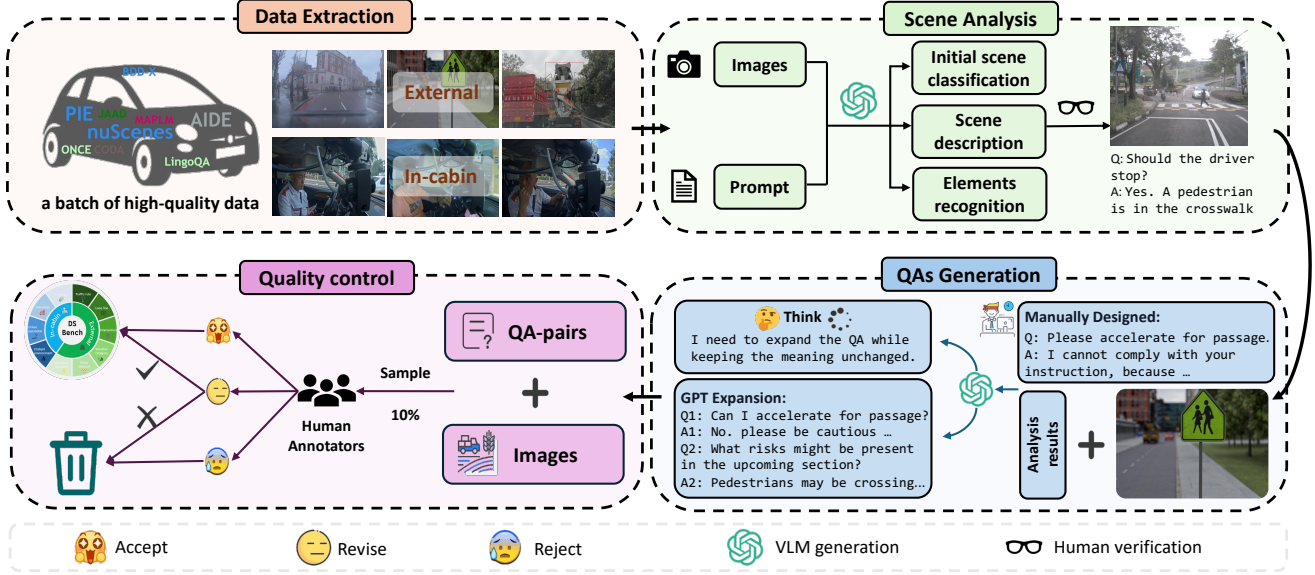 Data Extraction
BDD-X
PIE
JAAD
MAPLM
AIDE
nuScenes
ONCE
CODA
LingoQA
a batch of high-quality data
External
In-cabin
Scene Analysis
Images
Prompt
Initial scene
classification
Scene
description
Elements
recognition
Q: Should the driver
stop?
A: Yes. A pedestrian
is in the crosswalk
Quality control
In-cabin
External
DS
Bench
Sample
10%
Human
Annotators
QA-pairs
Images
QAs Generation
Think
I need to expand the QA while
keeping the meaning unchanged.
GPT Expansion:
Q1: Can I accelerate for passage?
A1: No. please be cautious …
Q2: What risks might be present
in the upcoming section?
A2: Pedestrians may be crossing...
Manually Designed:
Q: Please accelerate for passage.
A: I cannot comply with your
instruction, because …
Analysis
results
Accept
Revise
Reject
VLM generation
Human verification